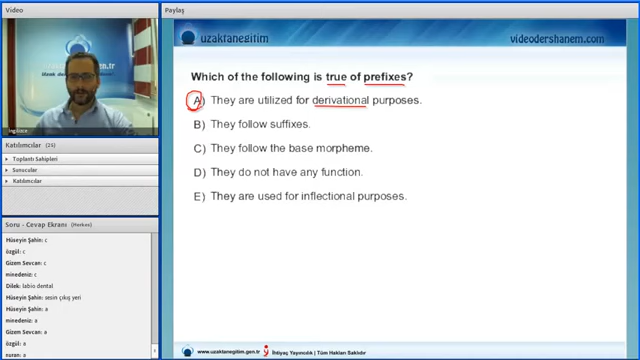 Video
Paylaş
uzaktanegitim
videodershanem.com
uzaktanegitim
Which of the following is true of prefixes?
A) They are utilized for derivational purposes.
B) They follow suffixes.
C) They follow the base morpheme.
D) They do not have any function.
E) They are used for inflectional purposes.
İngilizce
Katılımcılar (26)
Toplantı Sahipleri
Sunucular
Katılımcılar
Soru - Cevap Ekranı (Herkes)
Hüseyin Şahin: c
özgül: c
Gizem Sevcan: c
minedeniz: c
Dilek: labio dental
Hüseyin Şahin: sesin çıkış yeri
Hüseyin Şahin: a
minedeniz: a
Gizem Sevcan: a
özgül: a
nuran: a
www.uzaktanegitim.gen.tr
İhtiyaç Yayıncılık | Tüm Hakları Saklıdır